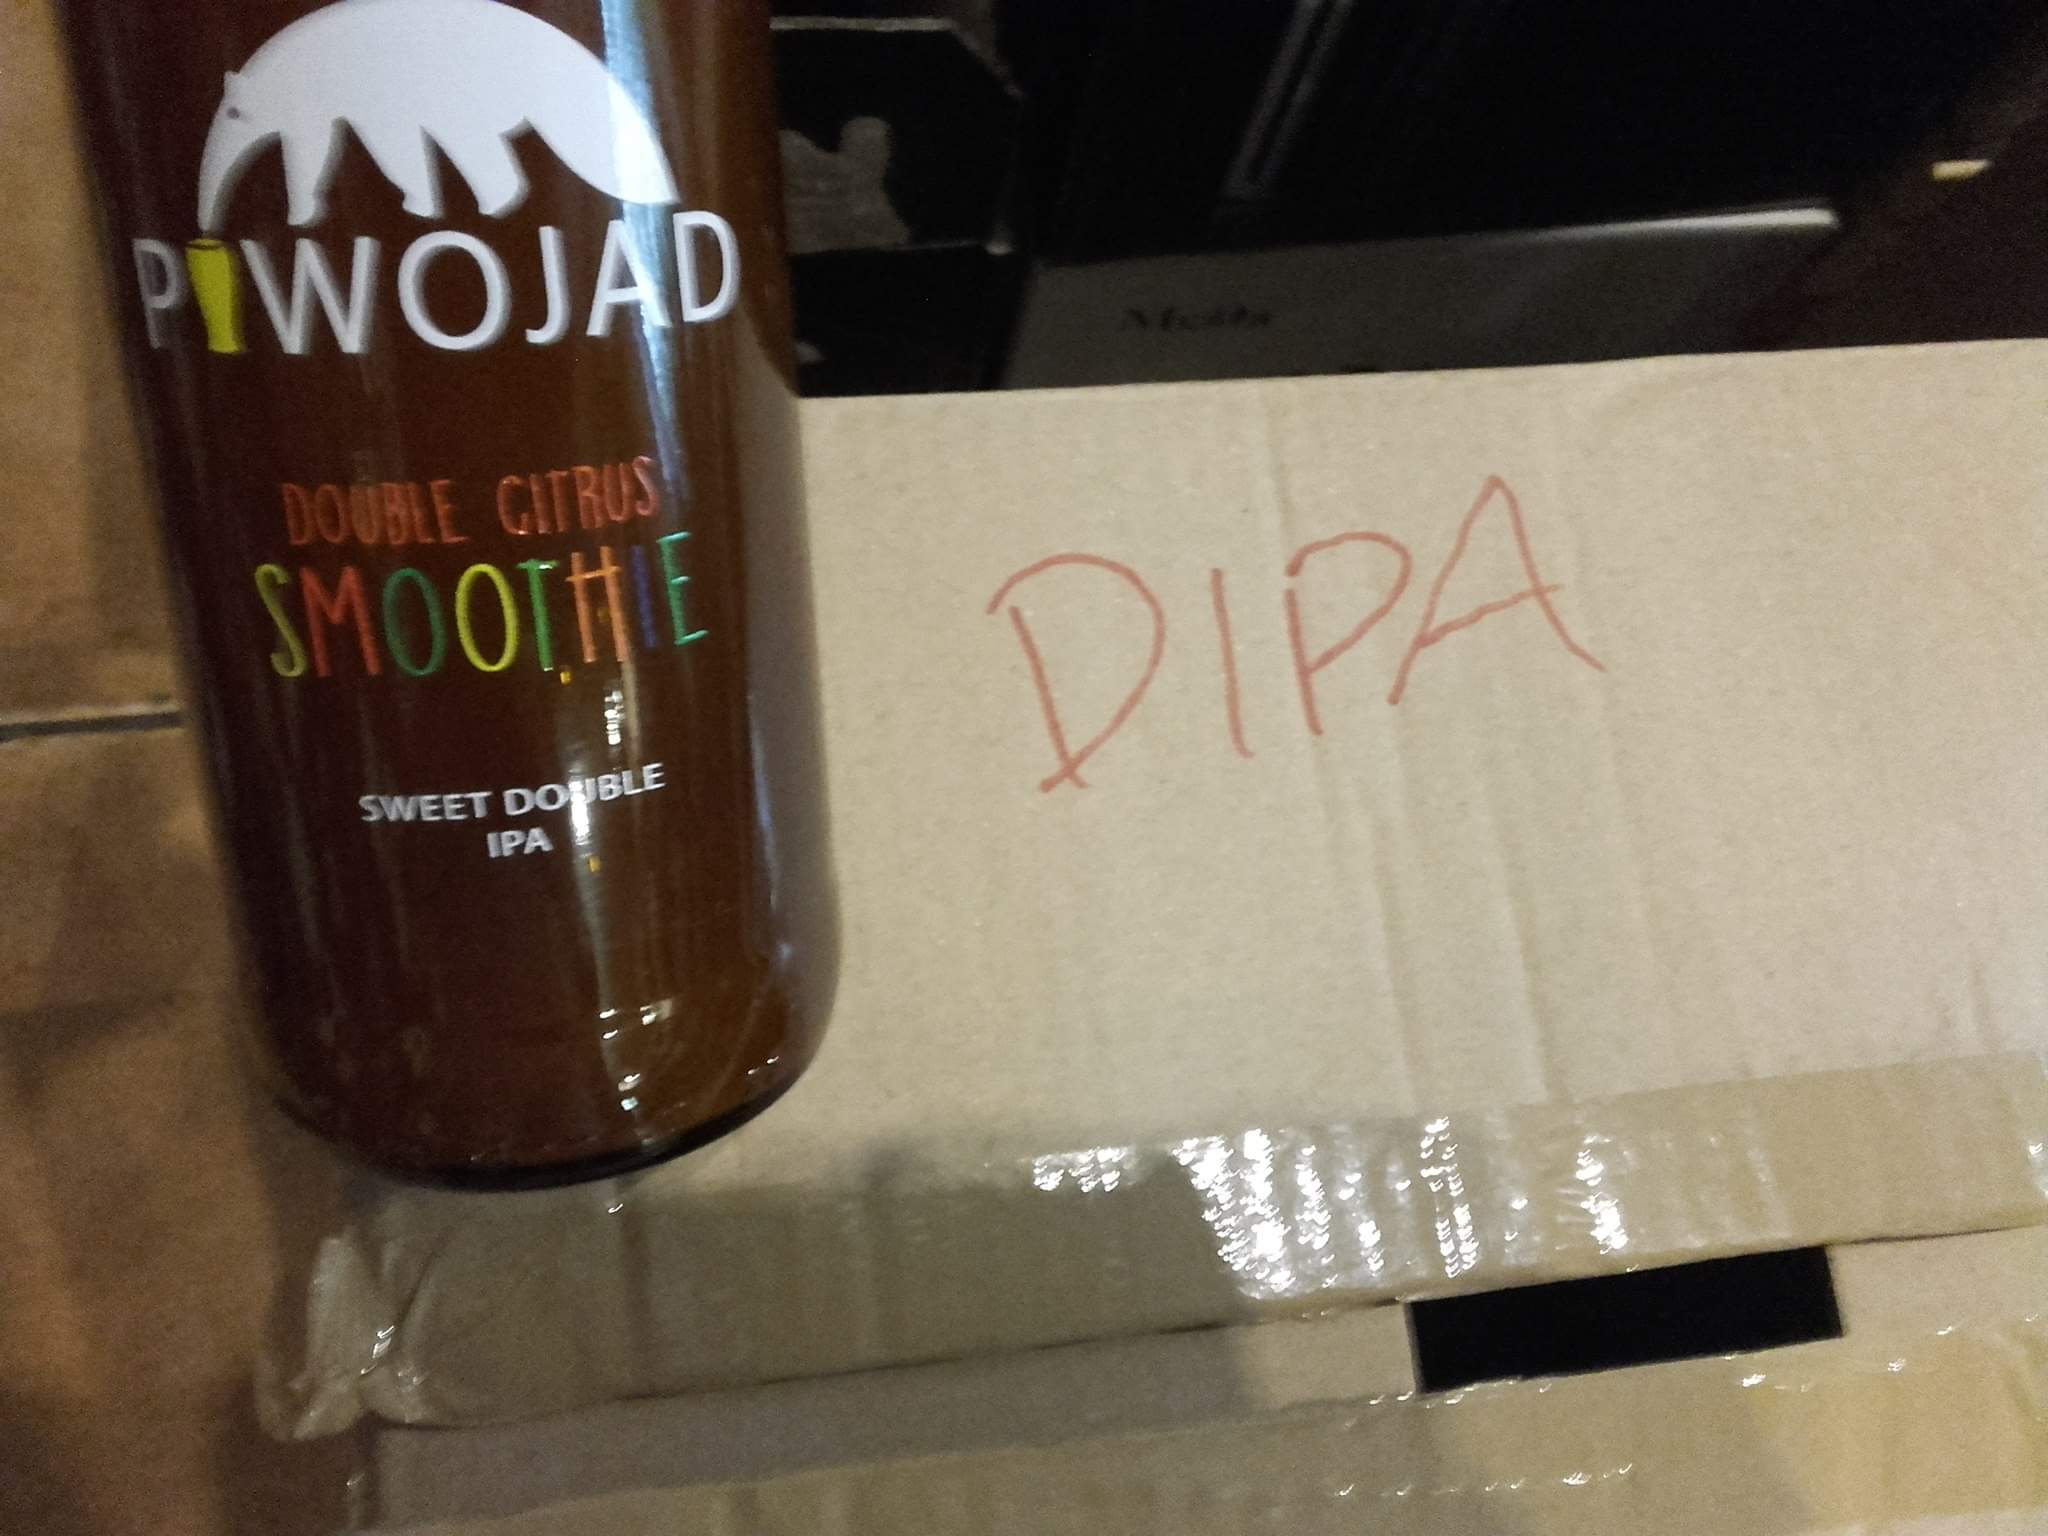 PIWOJAD
DOUBLE CITRUS
SMOOTHIE
SWEET DOUBLE
IPA
DIPA